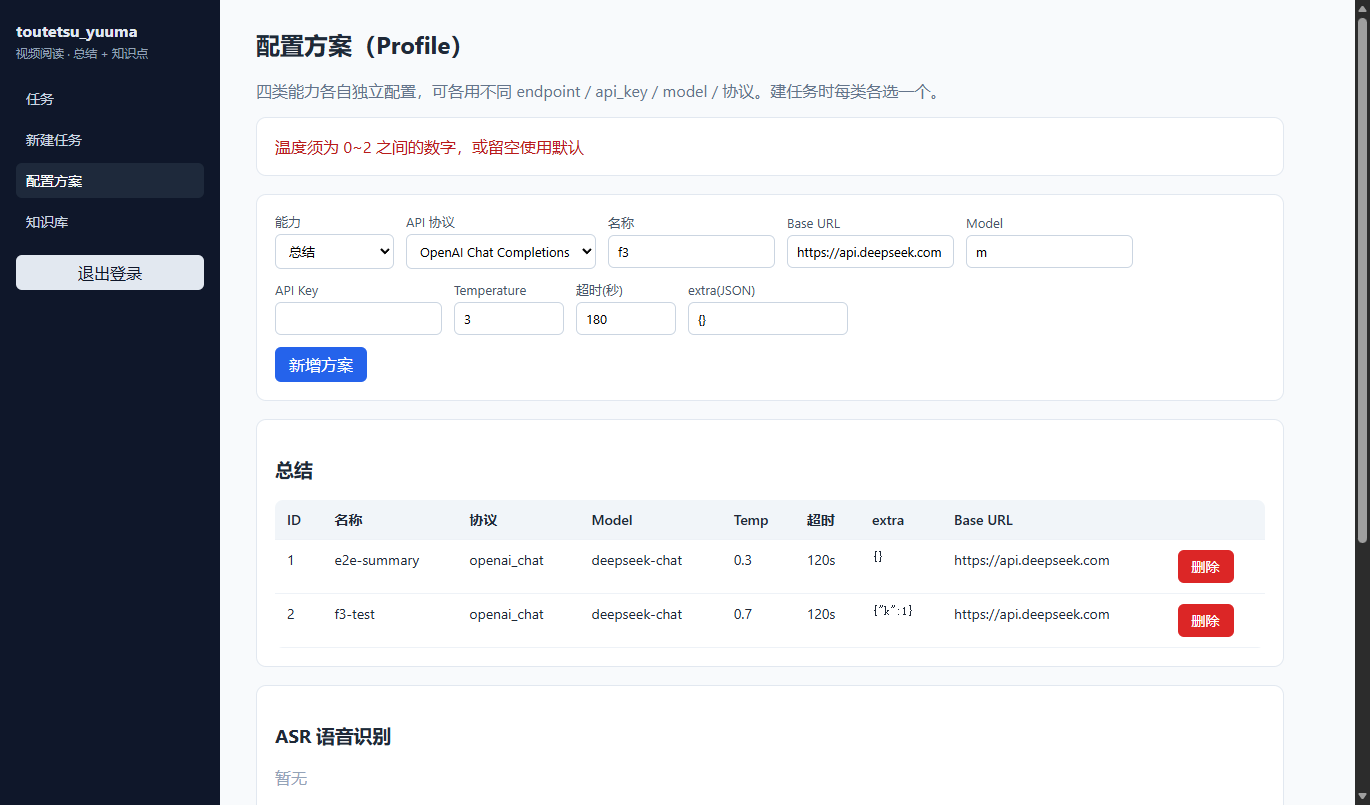 toutetsu_yuuma
视频阅读 · 总结 + 知识点
任务
新建任务
配置方案
知识库
退出登录
配置方案（Profile）
四类能力各自独立配置，可各用不同 endpoint / api_key / model / 协议。建任务时每类各选一个。
温度须为 0~2 之间的数字，或留空使用默认
能力 API 协议 名称 Base URL Model
总结 OpenAI Chat Completions f3 https://api.deepseek.com m
API Key Temperature 超时(秒) extra(JSON)
3 180 {}
新增方案
总结
ID 名称 协议 Model Temp 超时 extra Base URL
1 e2e-summary openai_chat deepseek-chat 0.3 120s {} https://api.deepseek.com 删除
2 f3-test openai_chat deepseek-chat 0.7 120s {"k":1} https://api.deepseek.com 删除
ASR 语音识别
暂无